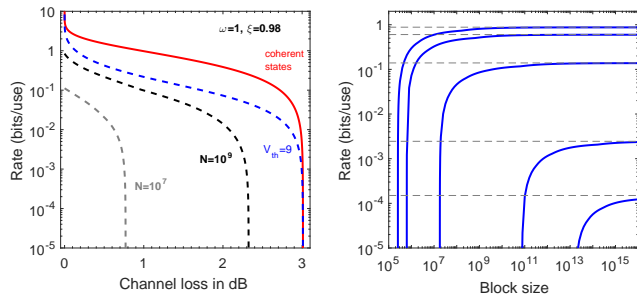 10
1
10^-1
10^-2
10^-3
10^-4
10^-5
Rate (bits/use)
ω=1, ξ=0.98
coherent
states
V_th=9
N=10^9
N=10^7
0
1
2
3
Channel loss in dB
1
10^-1
10^-2
10^-3
10^-4
10^-5
Rate (bits/use)
10^5
10^7
10^9
10^11
10^13
10^15
Block size